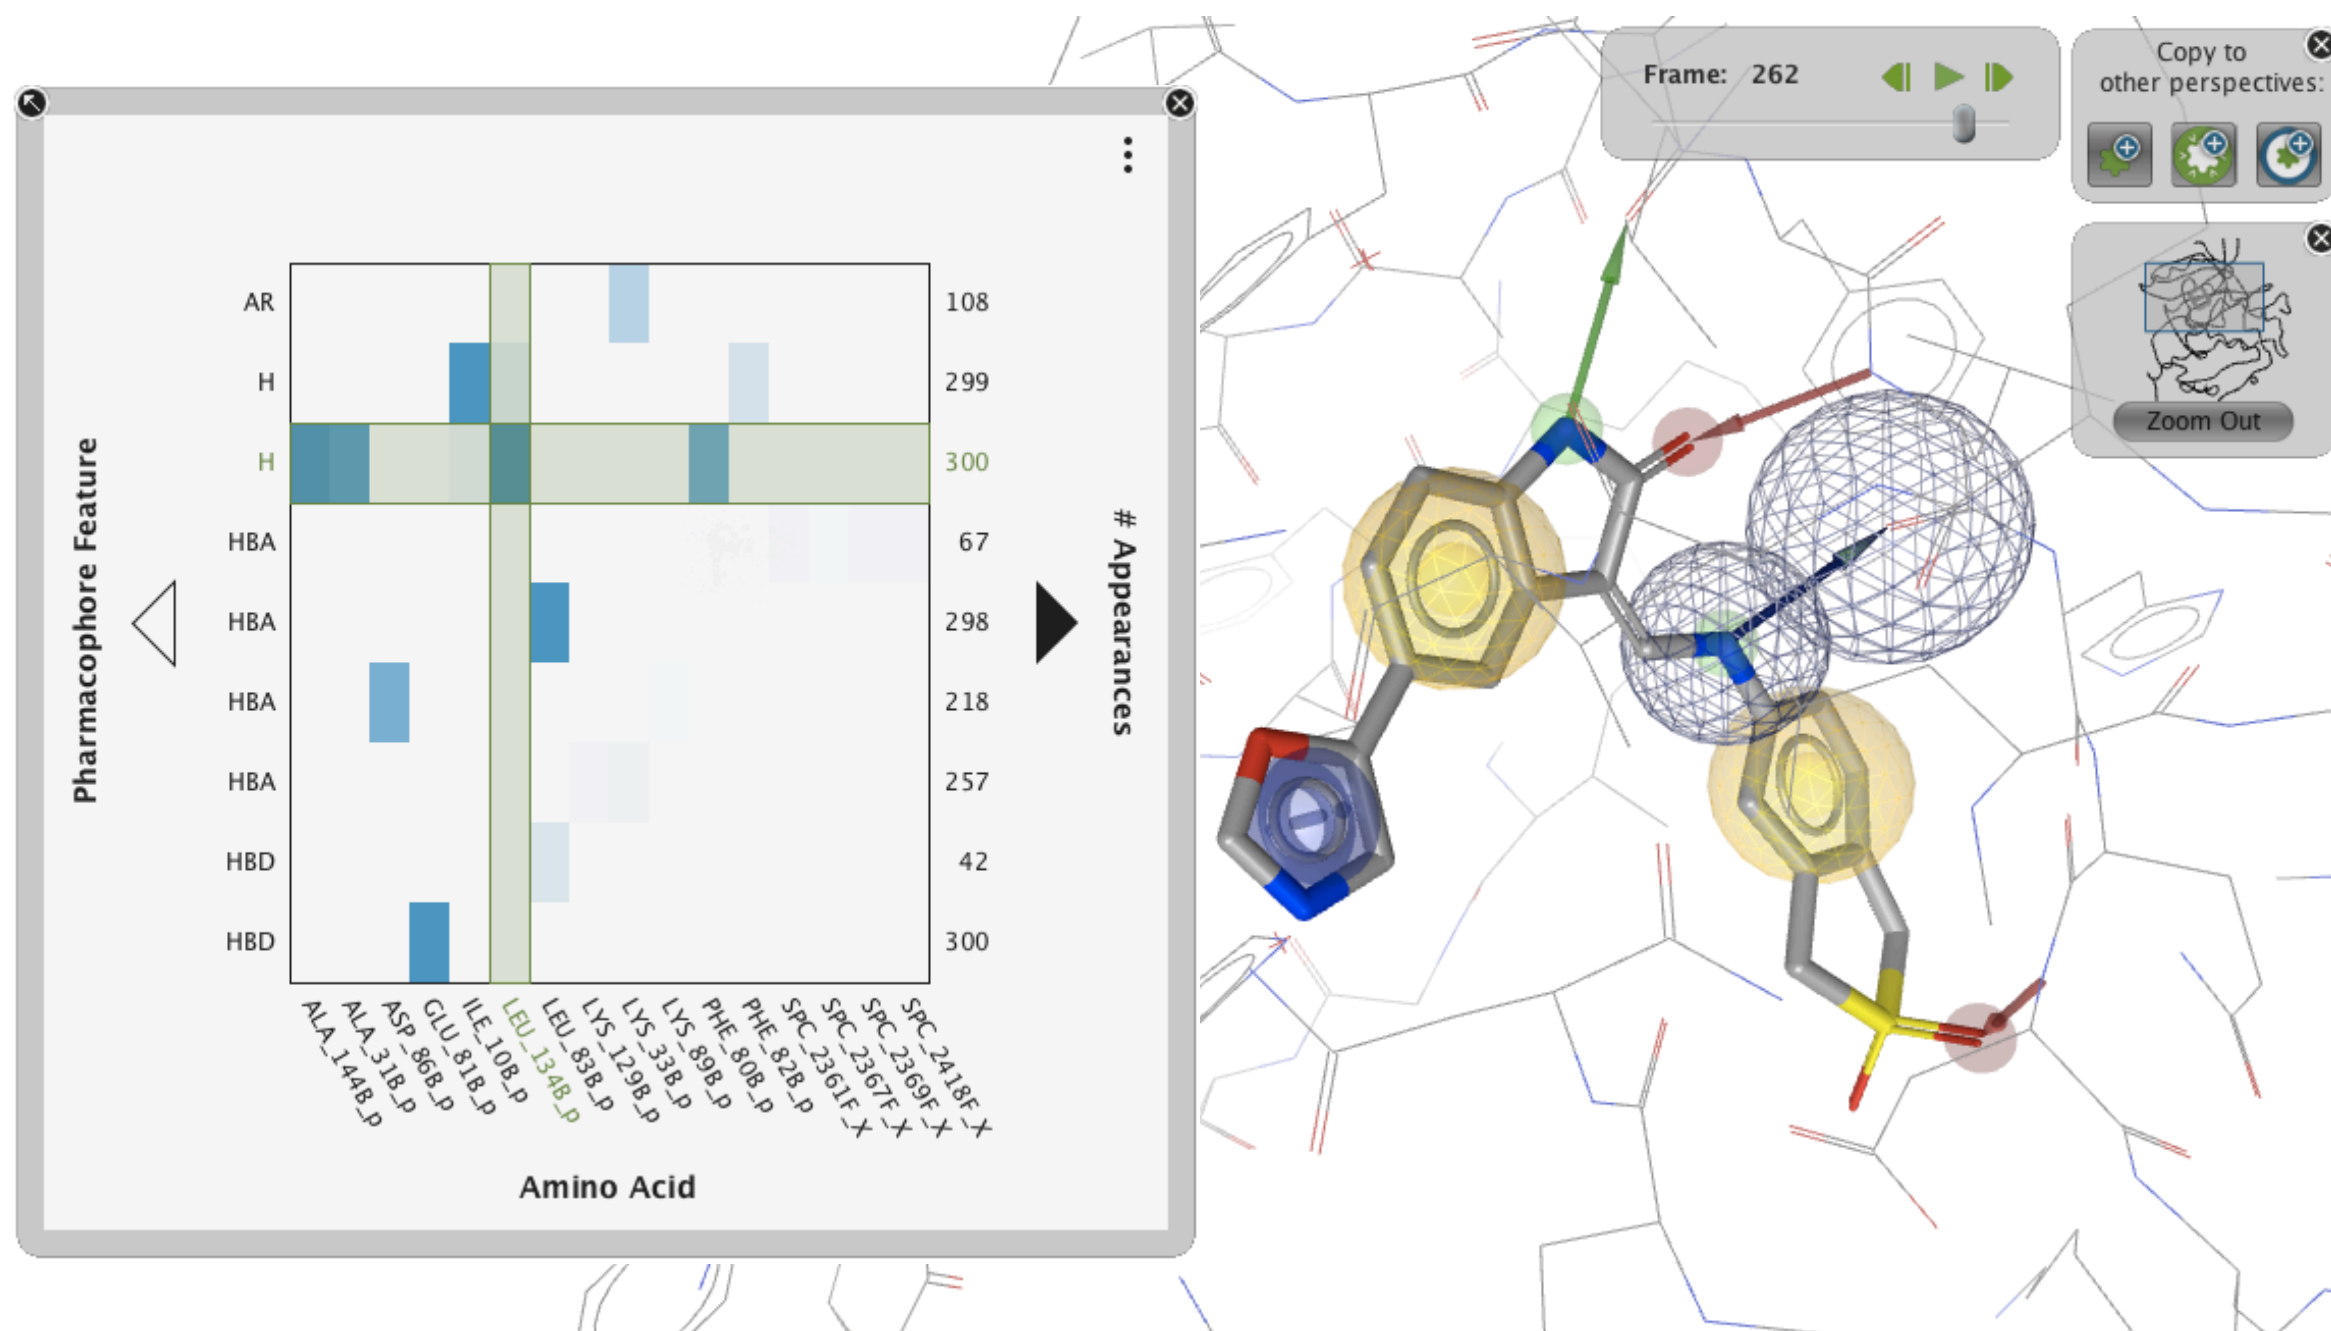 Frame: 262
Copy to
other perspectives:
Zoom Out
Pharmacophore Feature
AR 108
H 299
H 300
HBA 67
HBA 298
HBA 218
HBA 257
HBD 42
HBD 300
# Appearances
ALA_144B_p
ALA_31B_p
ASP_86B_p
GLU_81B_p
ILE_10B_p
LEU_134B_p
LEU_83B_p
LYS_129B_p
LYS_33B_p
LYS_89B_p
PHE_80B_p
PHE_82B_p
SPC_2361F_X
SPC_2367F_X
SPC_2369F_X
SPC_2418F_X
Amino Acid